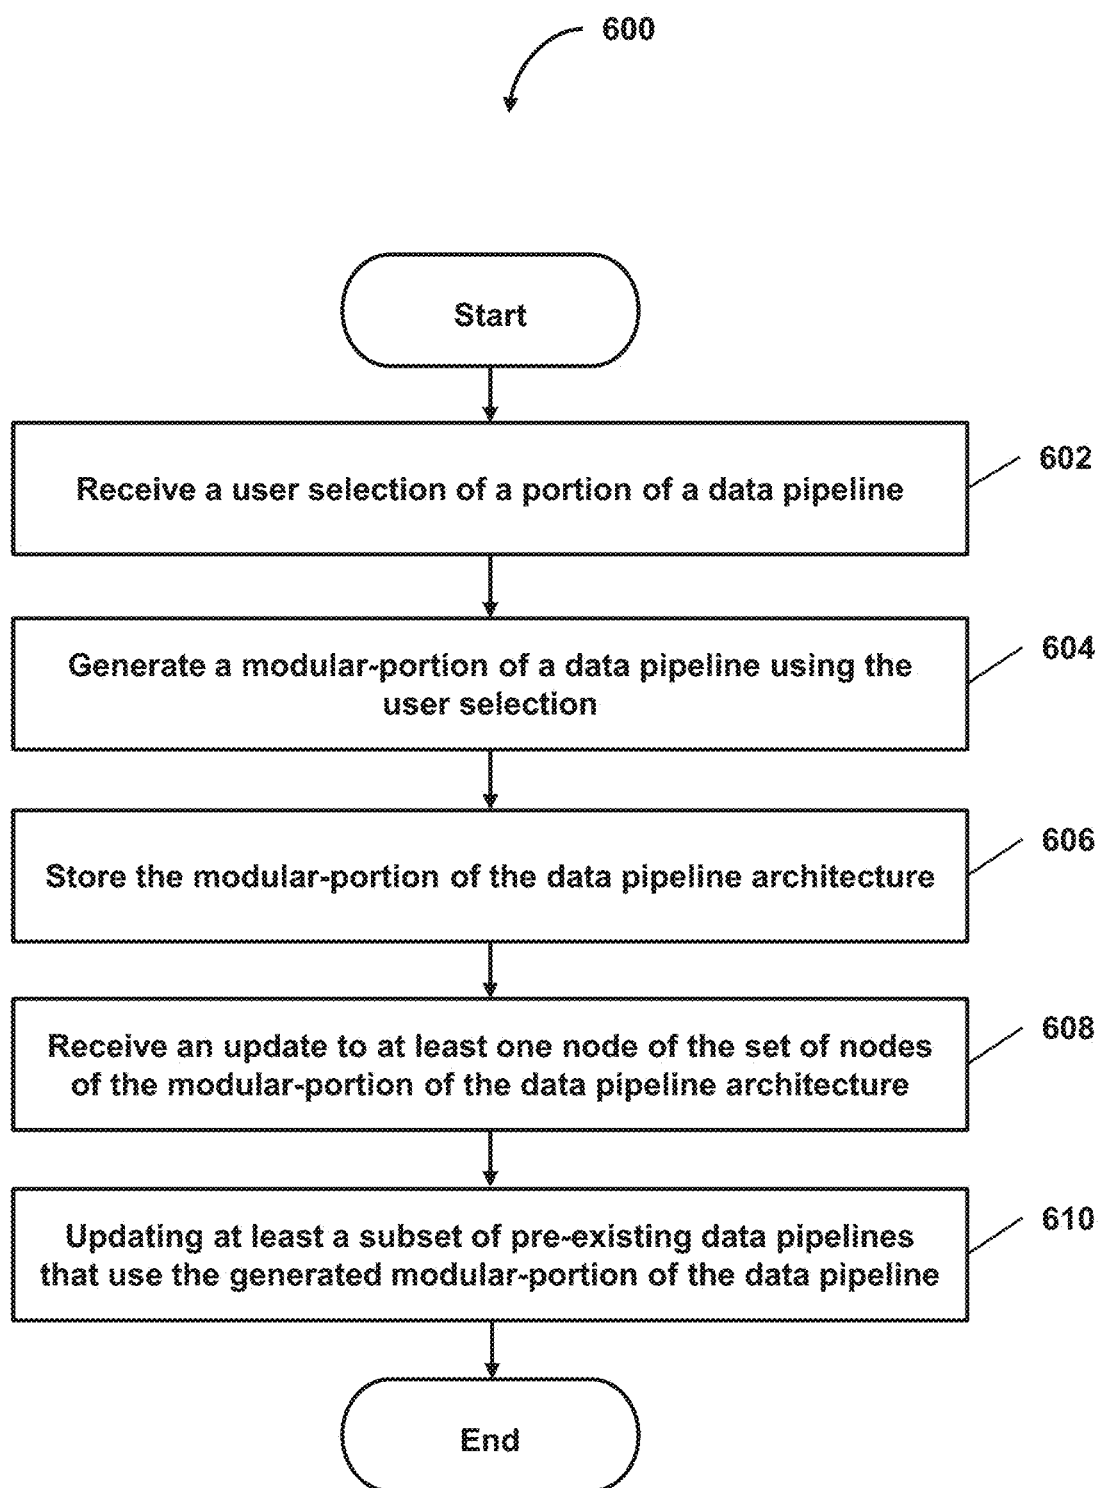 600
Start
Receive a user selection of a portion of a data pipeline
602
Generate a modular-portion of a data pipeline using the
user selection
604
Store the modular-portion of the data pipeline architecture
606
Receive an update to at least one node of the set of nodes
of the modular-portion of the data pipeline architecture
608
Updating at least a subset of pre-existing data pipelines
that use the generated modular-portion of the data pipeline
610
End